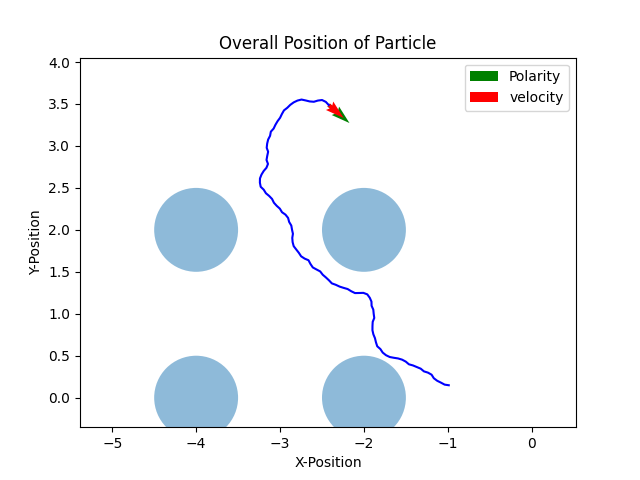 Overall Position of Particle
Polarity
velocity
Y-Position
4.0
3.5
3.0
2.5
2.0
1.5
1.0
0.5
0.0
−5 −4 −3 −2 −1 0
X-Position